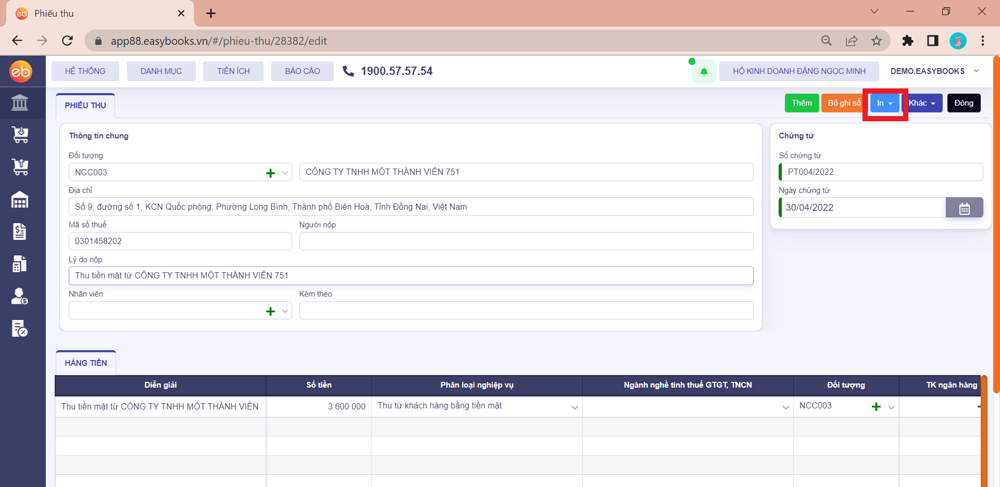 Phiếu thu
app88.easybooks.vn/#/phieu-thu/28382/edit
eb
HỆ THỐNG
DANH MỤC
TIỆN ÍCH
BÁO CÁO
1900.57.57.54
HỘ KINH DOANH ĐẶNG NGỌC MINH
DEMO.EASYBOOKS
PHIẾU THU
Thêm
Bỏ ghi sổ
In
Khác
Đóng
Thông tin chung
Đối tượng
NCC003
CÔNG TY TNHH MỘT THÀNH VIÊN 751
Địa chỉ
Số 9, đường số 1, KCN Quốc phòng, Phường Long Bình, Thành phố Biên Hoà, Tỉnh Đồng Nai, Việt Nam
Mã số thuế
Người nộp
0301458202
Lý do nộp
Thu tiền mặt từ CÔNG TY TNHH MỘT THÀNH VIÊN 751
Nhân viên
Kèm theo
Chứng từ
Số chứng từ
PT004/2022
Ngày chứng từ
30/04/2022
HÀNG TIỀN
Diễn giải
Số tiền
Phân loại nghiệp vụ
Ngành nghề tính thuế GTGT, TNCN
Đối tượng
TK ngân hàng
Thu tiền mặt từ CÔNG TY TNHH MỘT THÀNH VIÊN
3.600.000
Thu từ khách hàng bằng tiền mặt
NCC003